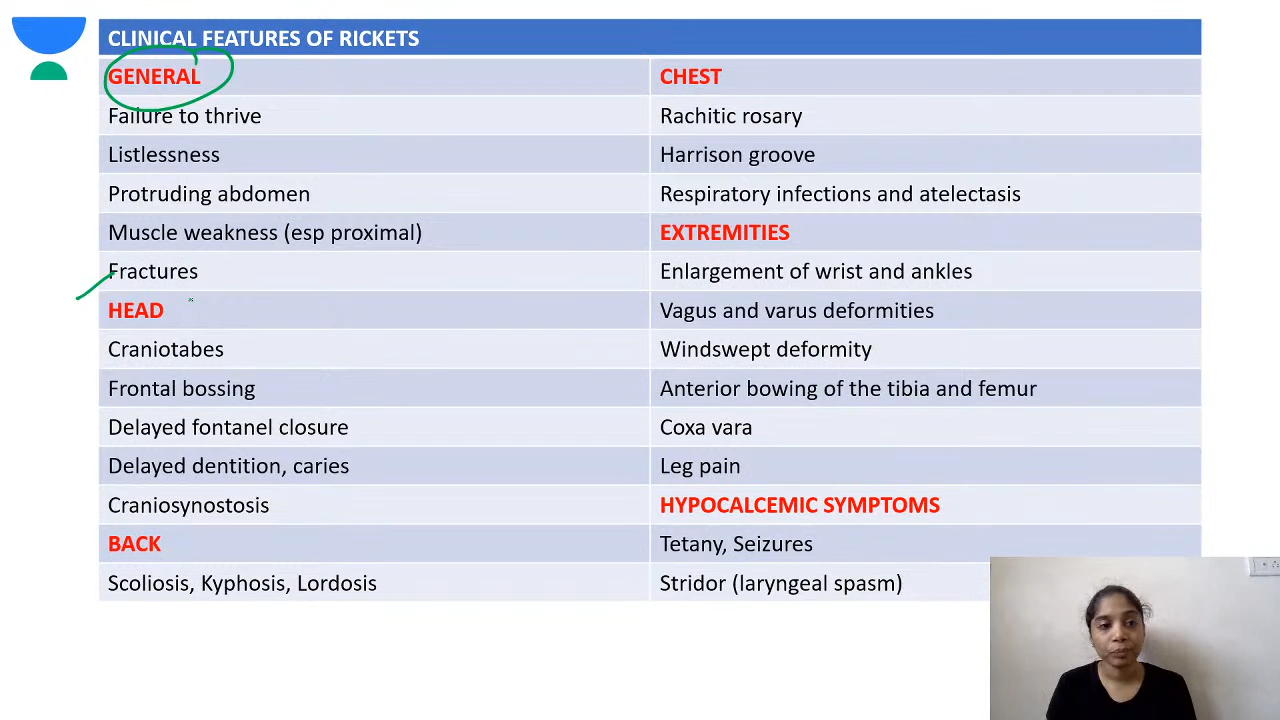 CLINICAL FEATURES OF RICKETS
GENERAL
Failure to thrive
Listlessness
Protruding abdomen
Muscle weakness (esp proximal)
Fractures
HEAD
Craniotabes
Frontal bossing
Delayed fontanel closure
Delayed dentition, caries
Craniosynostosis
BACK
Scoliosis, Kyphosis, Lordosis
CHEST
Rachitic rosary
Harrison groove
Respiratory infections and atelectasis
EXTREMITIES
Enlargement of wrist and ankles
Vagus and varus deformities
Windswept deformity
Anterior bowing of the tibia and femur
Coxa vara
Leg pain
HYPOCALCEMIC SYMPTOMS
Tetany, Seizures
Stridor (laryngeal spasm)